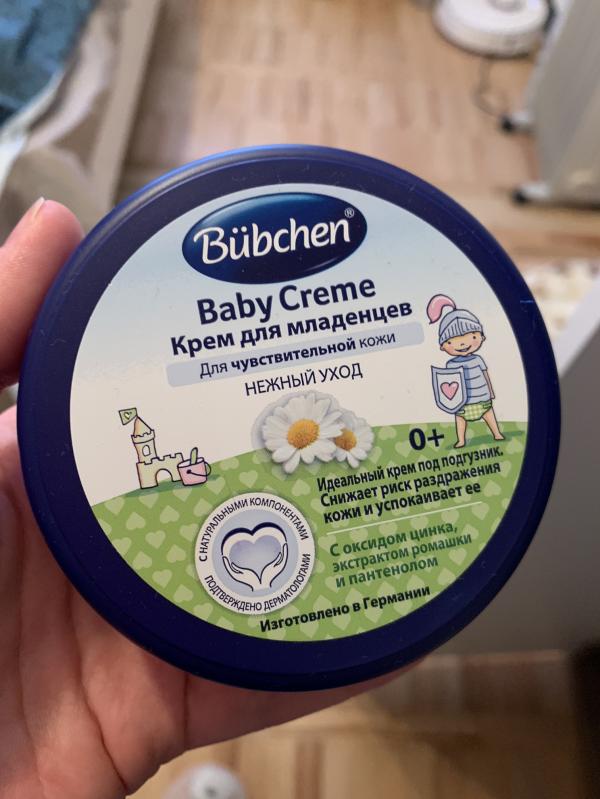 Bübchen®
Baby Creme
Крем для младенцев
Для чувствительной кожи
НЕЖНЫЙ УХОД
0+
Идеальный крем под подгузник.
Снижает риск раздражения
кожи и успокаивает ее
С оксидом цинка,
экстрактом ромашки
и пантенолом
С НАТУРАЛЬНЫМИ КОМПОНЕНТАМИ
ПОДТВЕРЖДЕНО ДЕРМАТОЛОГАМИ
Изготовлено в Германии